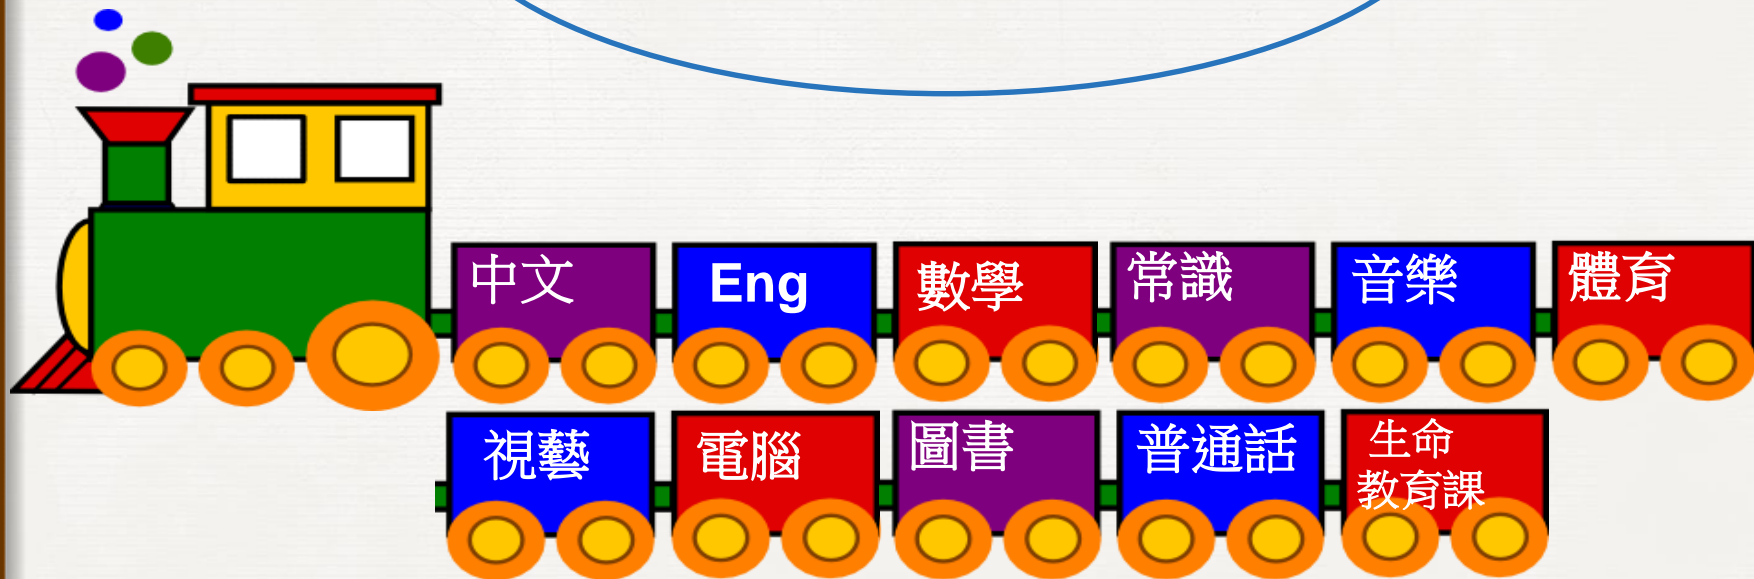 中文
Eng
數學
常識
音樂
體育
視藝
電腦
圖書
普通話
生命
教育課